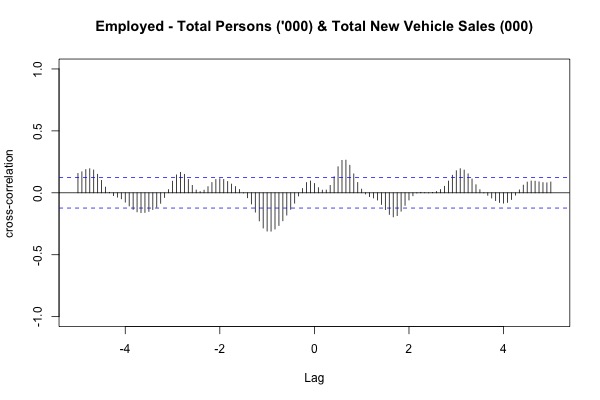 Employed - Total Persons ('000) & Total New Vehicle Sales (000)
cross-correlation
1.0
0.5
0.0
-0.5
-1.0
-4 -2 0 2 4
Lag